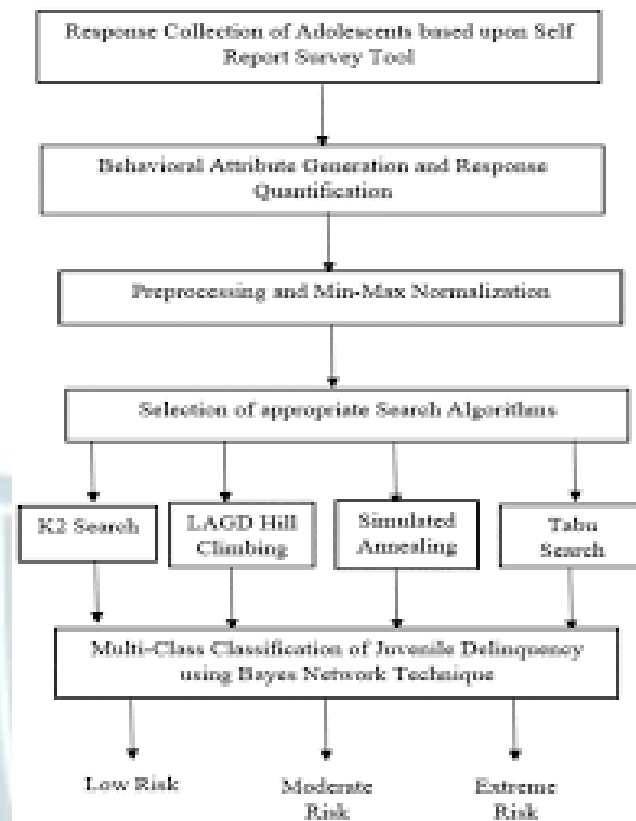 Response Collection of Adolescents based upon Self
Report Survey Tool
Behavioral Attribute Generation and Response
Quantification
Preprocessing and Min-Max Normalization
Selection of appropriate Search Algorithms
K2 Search
LAGD Hill
Climbing
Simulated
Annealing
Tabu
Search
Multi-Class Classification of Juvenile Delinquency
using Bayes Network Technique
Low Risk
Moderate
Risk
Extreme
Risk